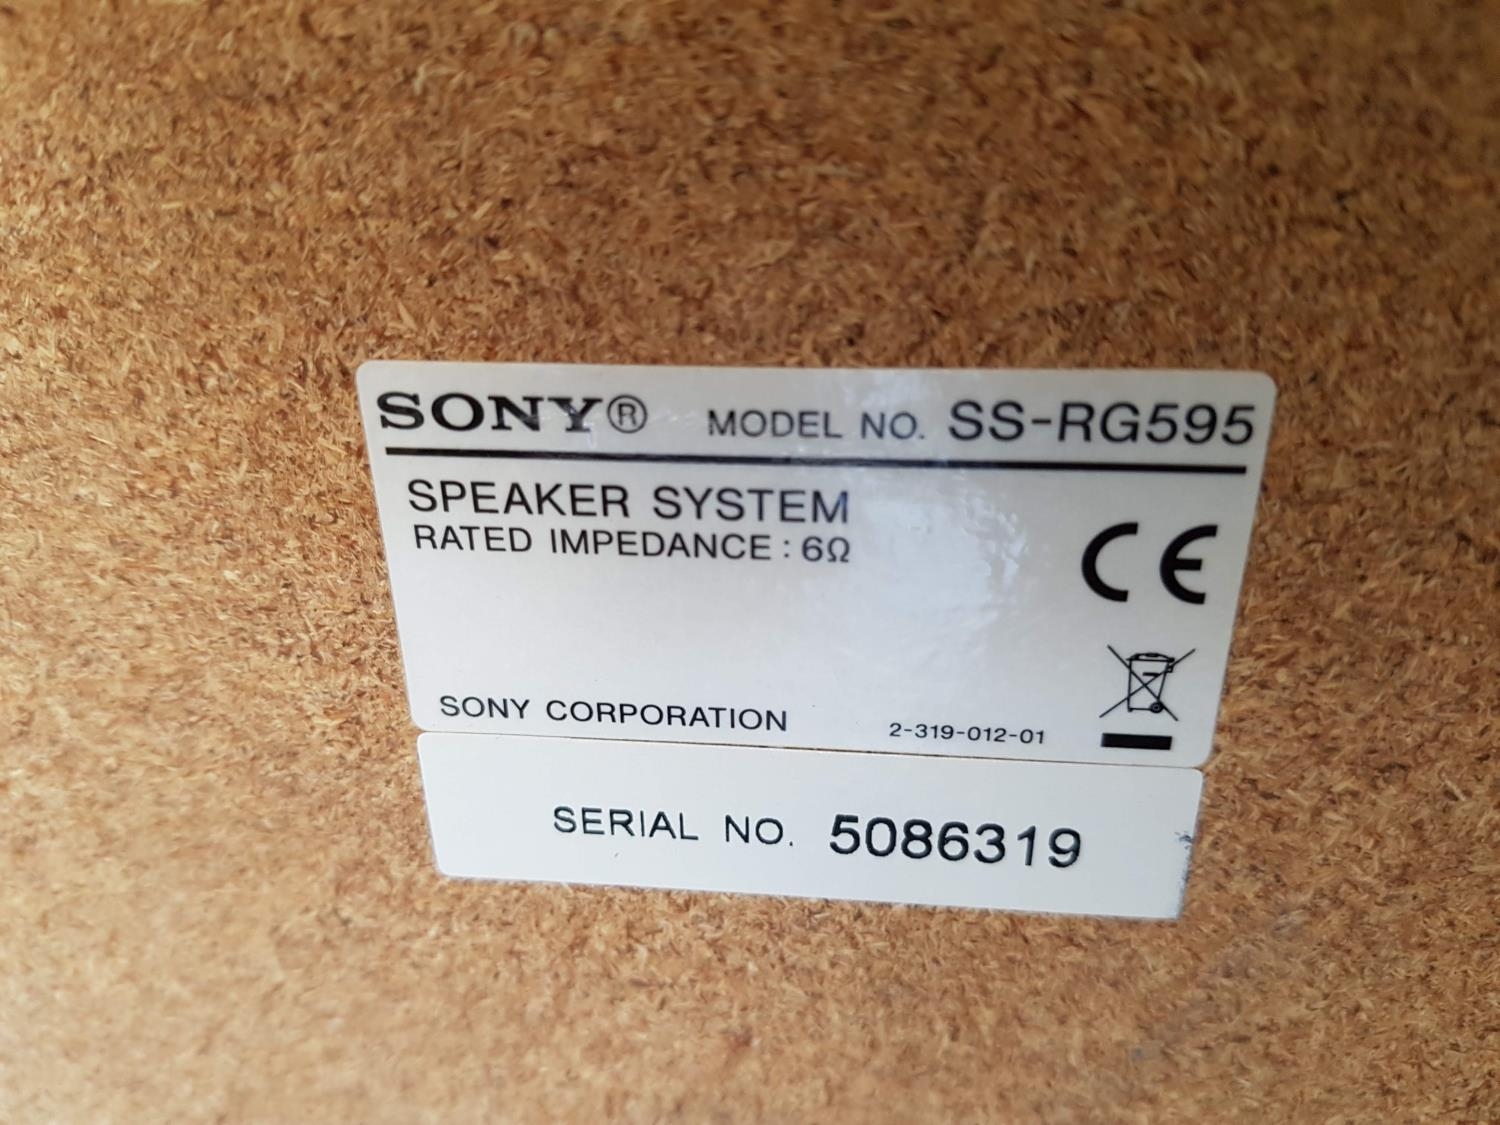 SONY® MODEL NO. SS-RG595
SPEAKER SYSTEM
RATED IMPEDANCE : 6Ω
CE
SONY CORPORATION 2-319-012-01
SERIAL NO. 5086319